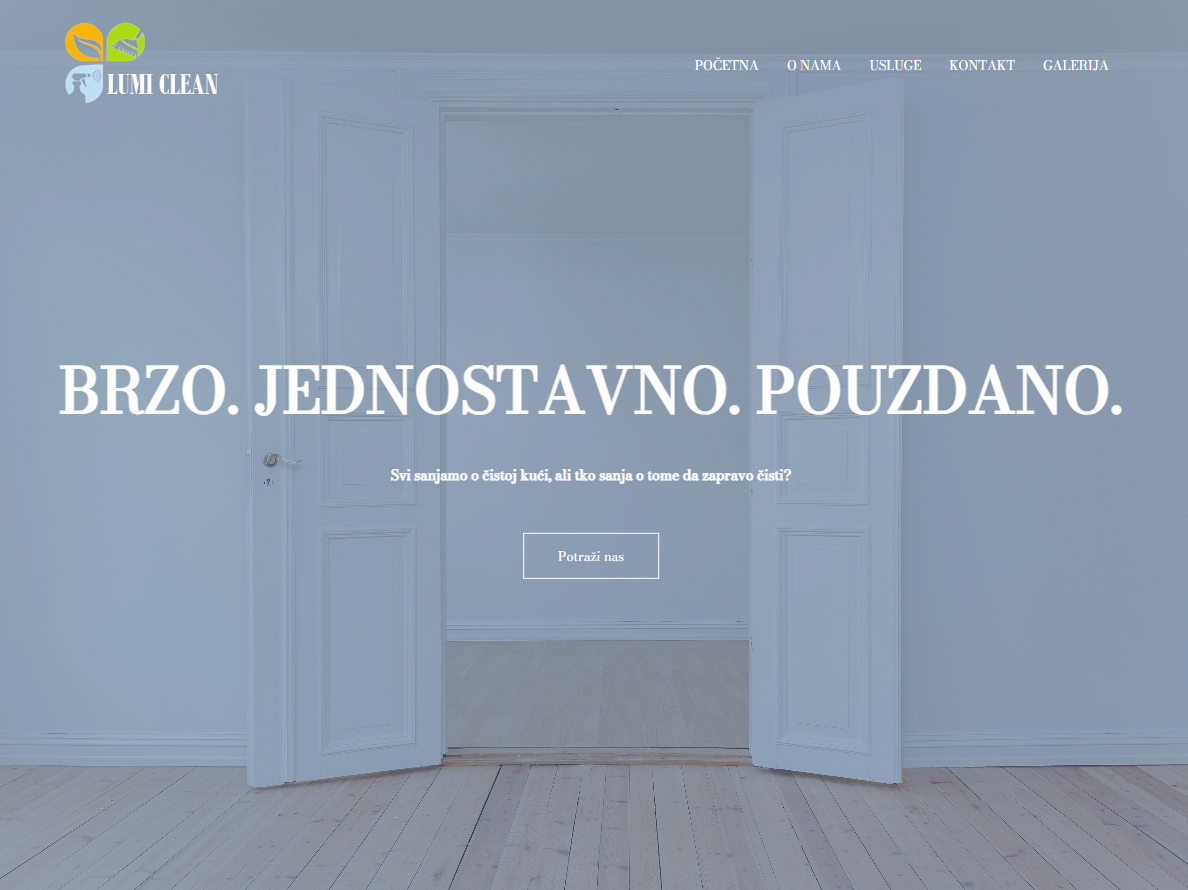 LUMI CLEAN
POČETNA O NAMA USLUGE KONTAKT GALERIJA
BRZO. JEDNOSTAVNO. POUZDANO.
Svi sanjamo o čistoj kući, ali tko sanja o tome da zapravo čisti?
Potraži nas